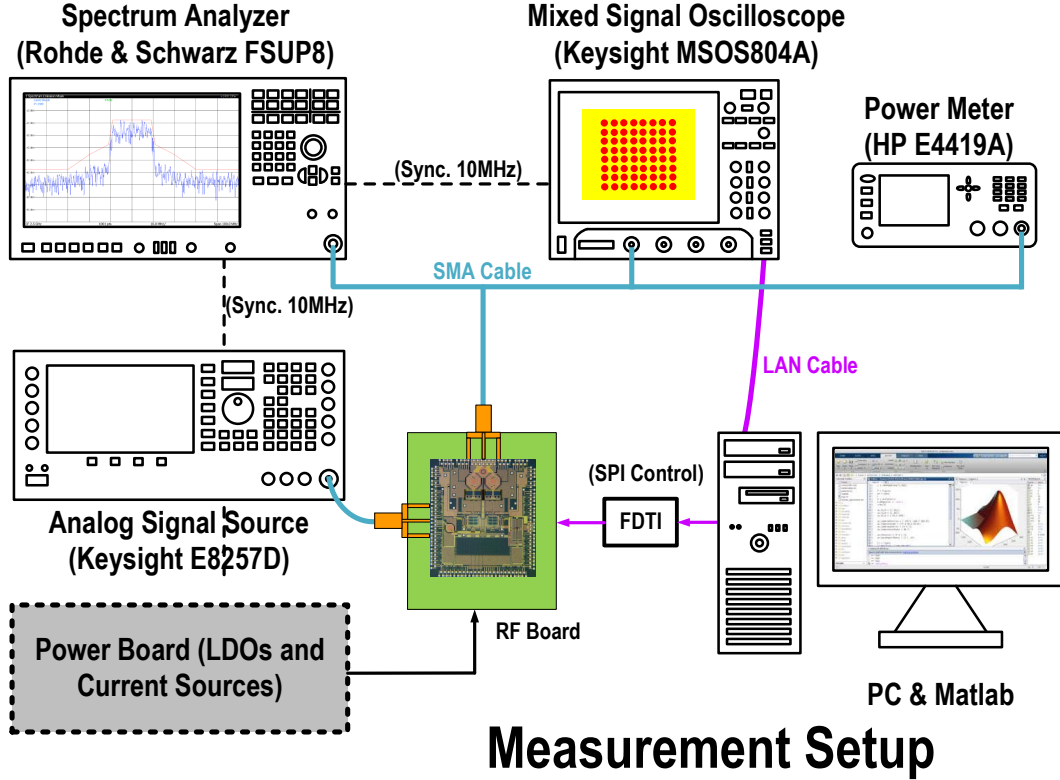 Spectrum Analyzer
(Rohde & Schwarz FSUP8)
Mixed Signal Oscilloscope
(Keysight MSOS804A)
Power Meter
(HP E4419A)
(Sync. 10MHz)
SMA Cable
(Sync. 10MHz)
LAN Cable
(SPI Control)
FDTI
Analog Signal Source
(Keysight E8257D)
RF Board
Power Board (LDOs and
Current Sources)
PC & Matlab
Measurement Setup